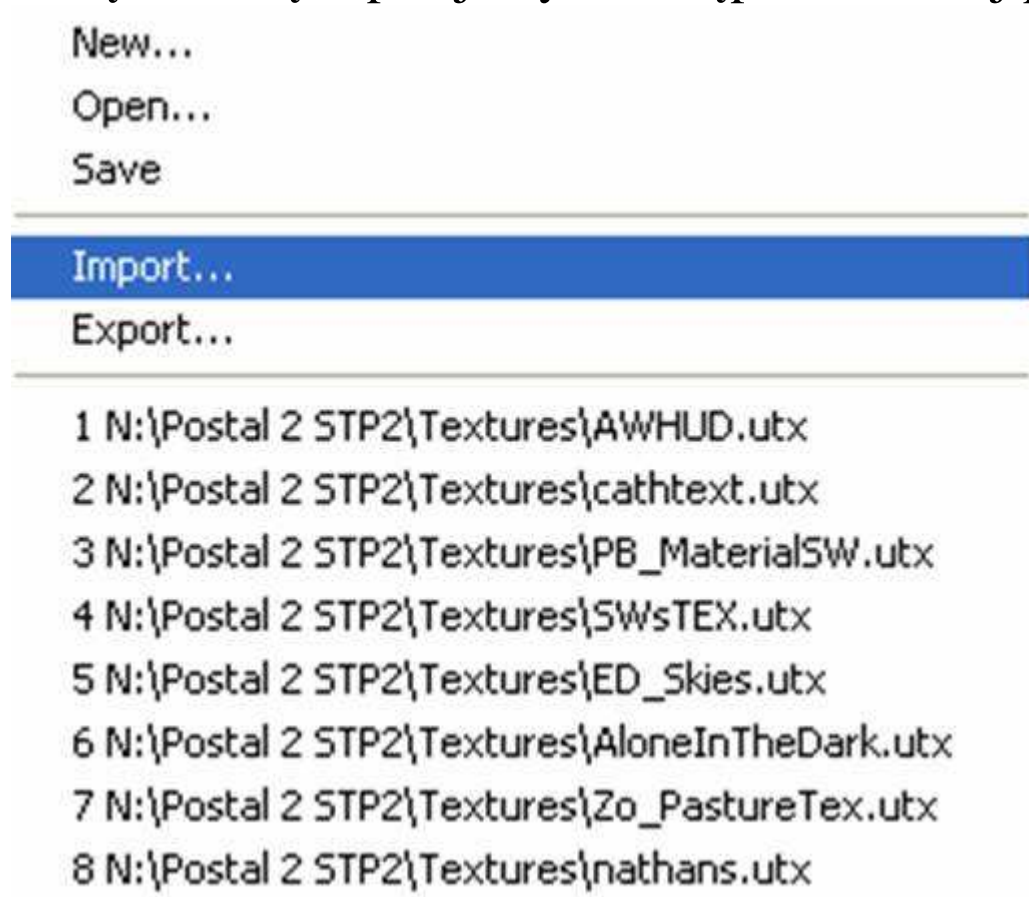 New...
Open...
Save
Import...
Export...
1 N:\Postal 2 STP2\Textures\AWHUD.utx
2 N:\Postal 2 STP2\Textures\cathtext.utx
3 N:\Postal 2 STP2\Textures\PB_MaterialSW.utx
4 N:\Postal 2 STP2\Textures\SWsTEX.utx
5 N:\Postal 2 STP2\Textures\ED_Skies.utx
6 N:\Postal 2 STP2\Textures\AloneInTheDark.utx
7 N:\Postal 2 STP2\Textures\Zo_PastureTex.utx
8 N:\Postal 2 STP2\Textures\nathans.utx